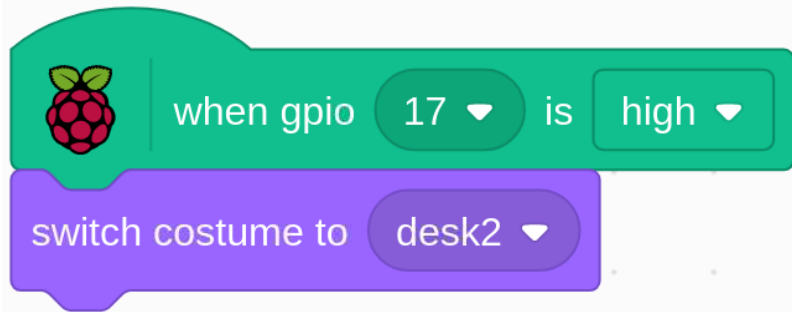 when gpio 17 is high
switch costume to desk2